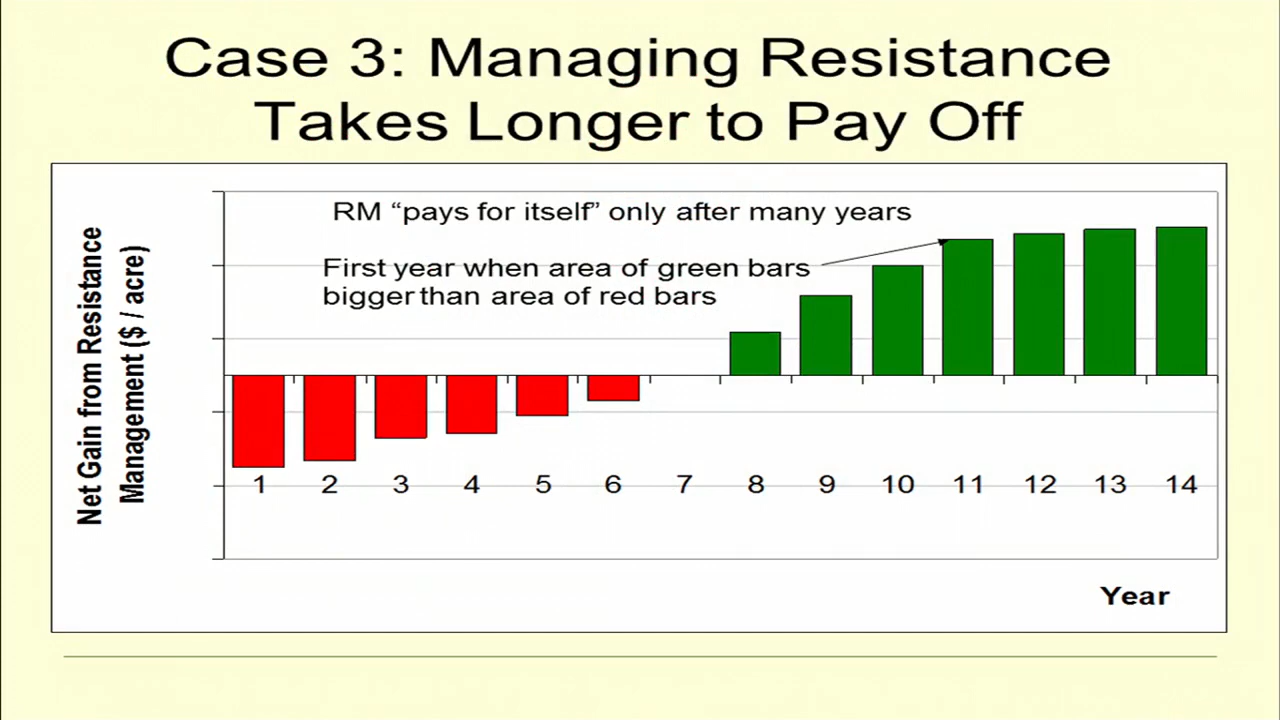 Case 3: Managing Resistance
Takes Longer to Pay Off
RM “pays for itself” only after many years
First year when area of green bars
bigger than area of red bars
Net Gain from Resistance
Management ($ / acre)
1 2 3 4 5 6 7 8 9 10 11 12 13 14
Year